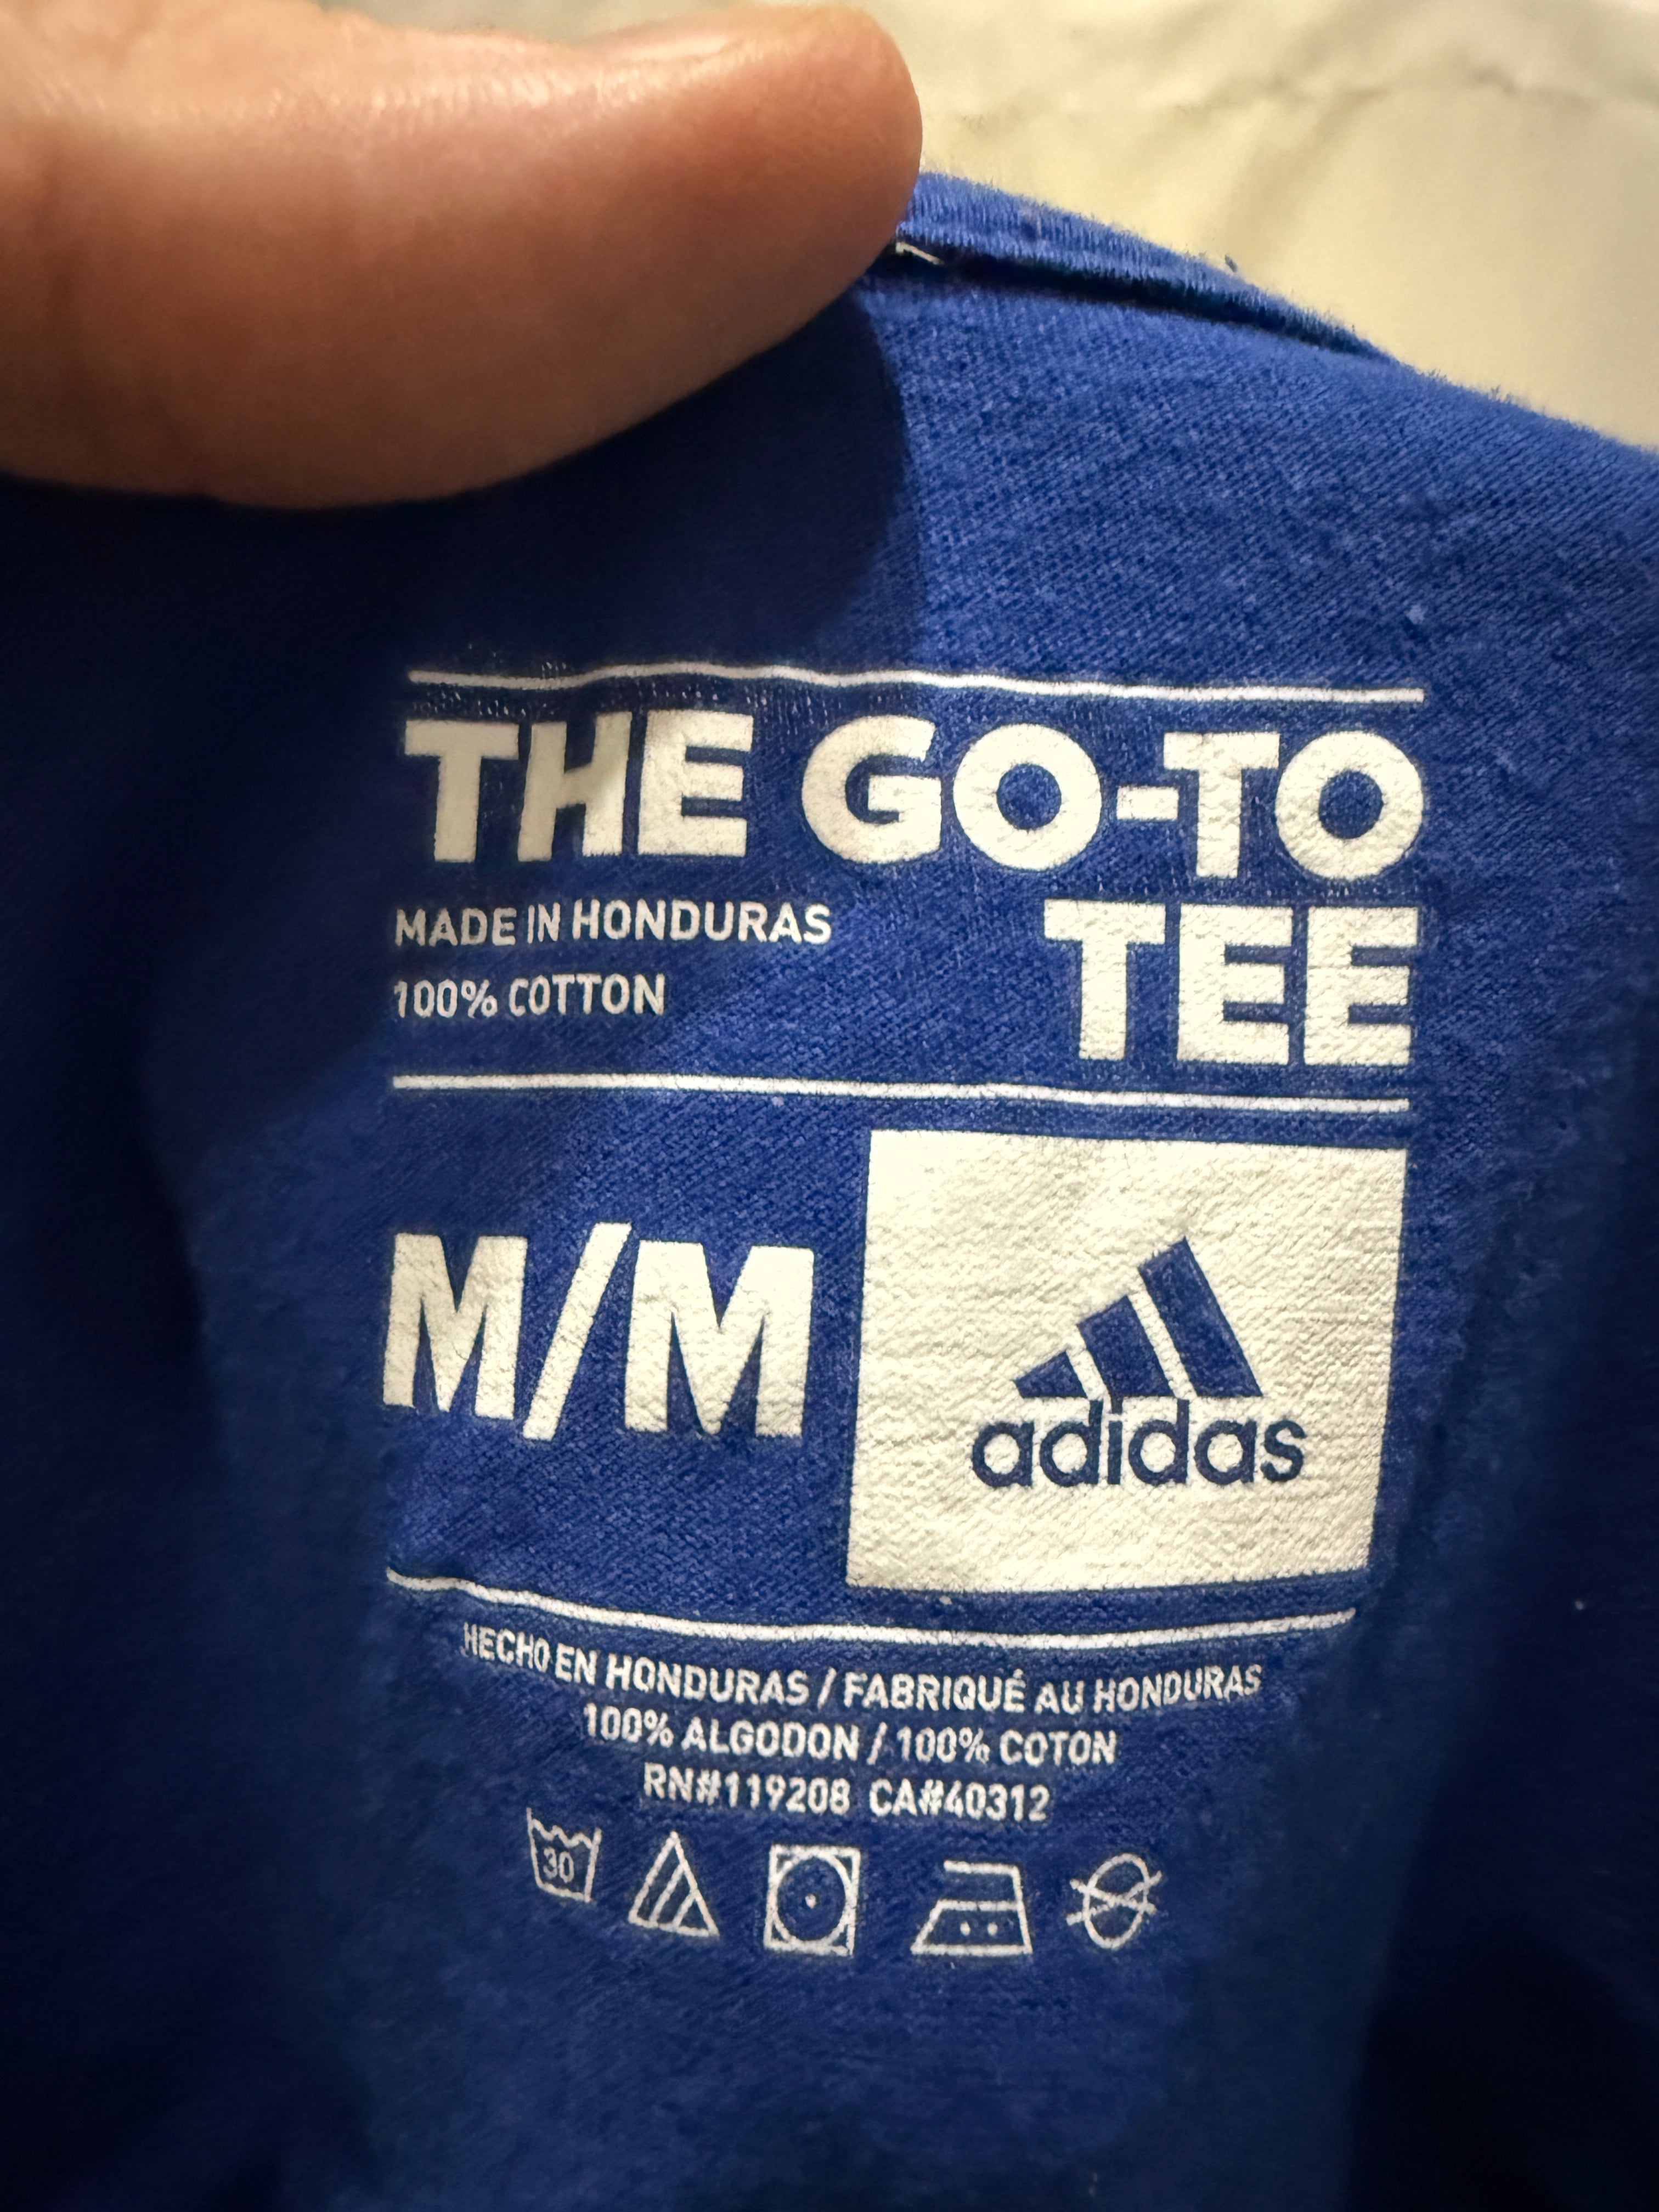 THE GO-TO
TEE
MADE IN HONDURAS
100% COTTON
M/M
adidas
HECHO EN HONDURAS / FABRIQUÉ AU HONDURAS
100% ALGODON / 100% COTON
RN#119208 CA#40312
30